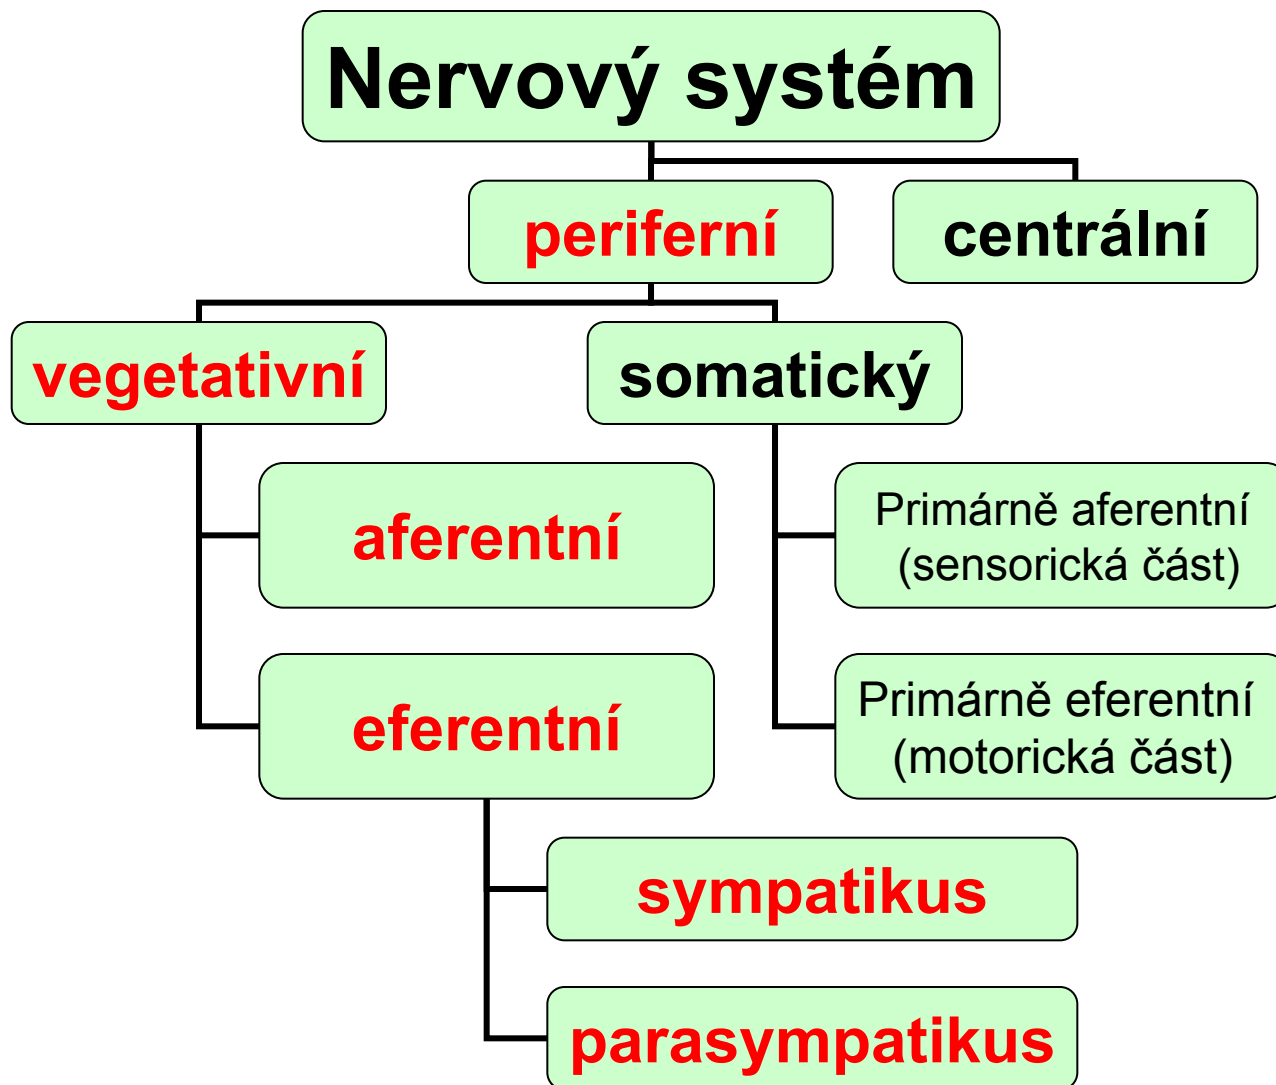 Nervový systém
periferní
centrální
vegetativní
somatický
aferentní
Primárně aferentní
(sensorická část)
eferentní
Primárně eferentní
(motorická část)
sympatikus
parasympatikus